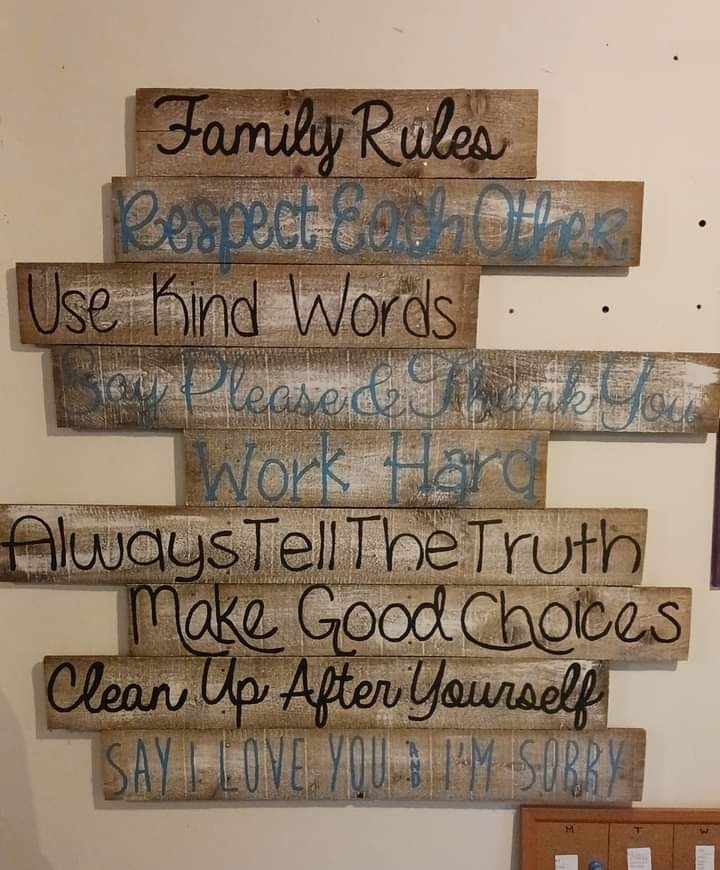 Family Rules
Respect Each Other
Use Kind Words
Say Please & Thank You
Work Hard
Always Tell The Truth
Make Good Choices
Clean Up After Yourself
SAY I LOVE YOU AND I'M SORRY
M T W